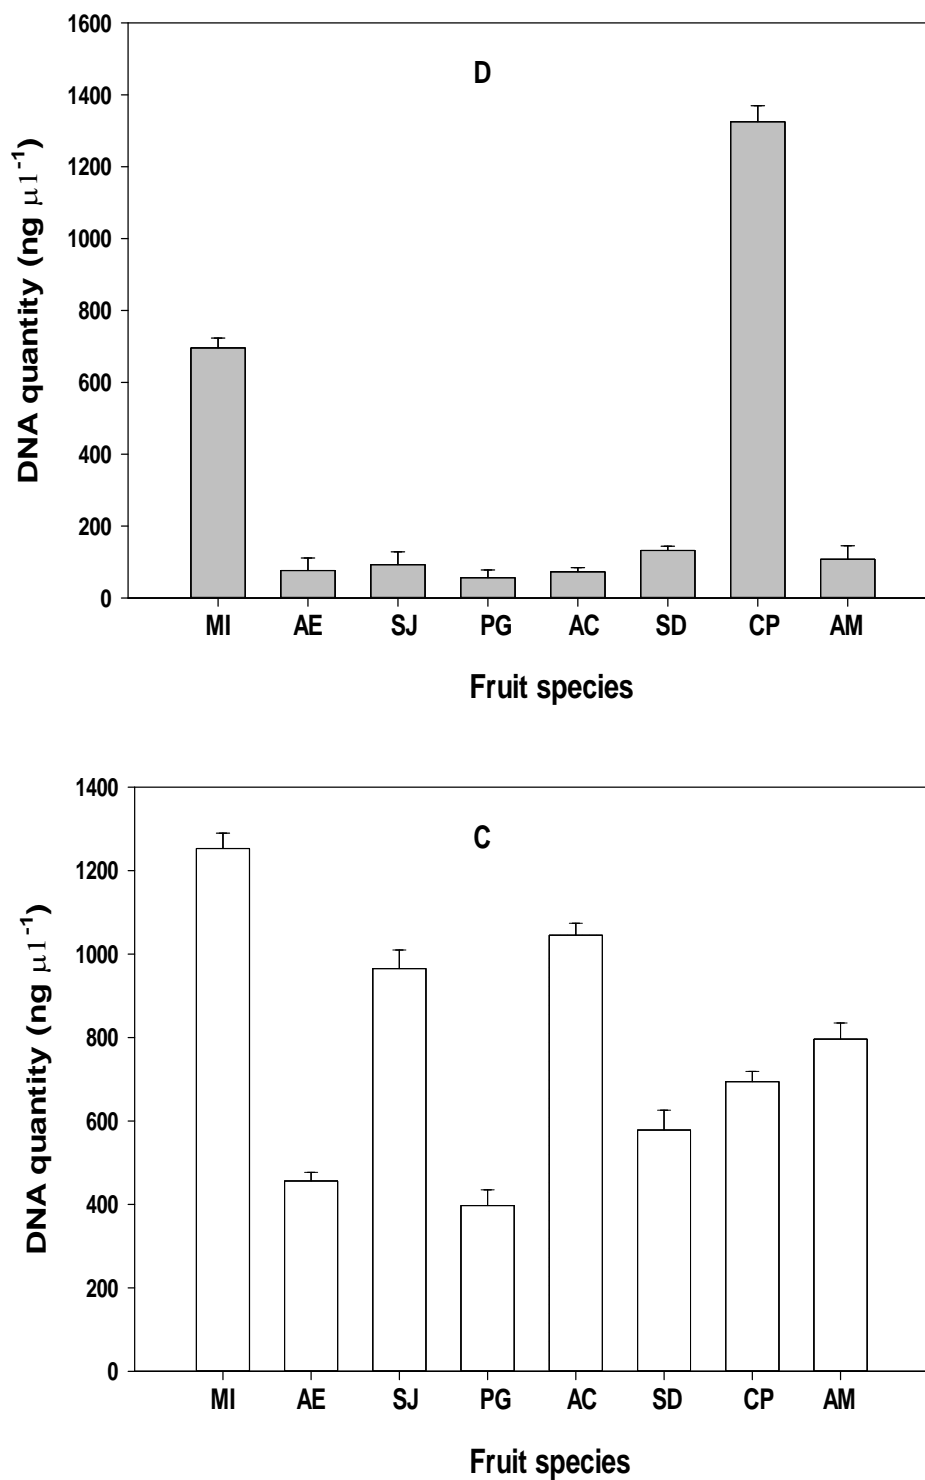 D
DNA quantity (ng µl⁻¹)
1600
1400
1200
1000
800
600
400
200
0
MI AE SJ PG AC SD CP AM
Fruit species
C
DNA quantity (ng µl⁻¹)
1400
1200
1000
800
600
400
200
0
MI AE SJ PG AC SD CP AM
Fruit species